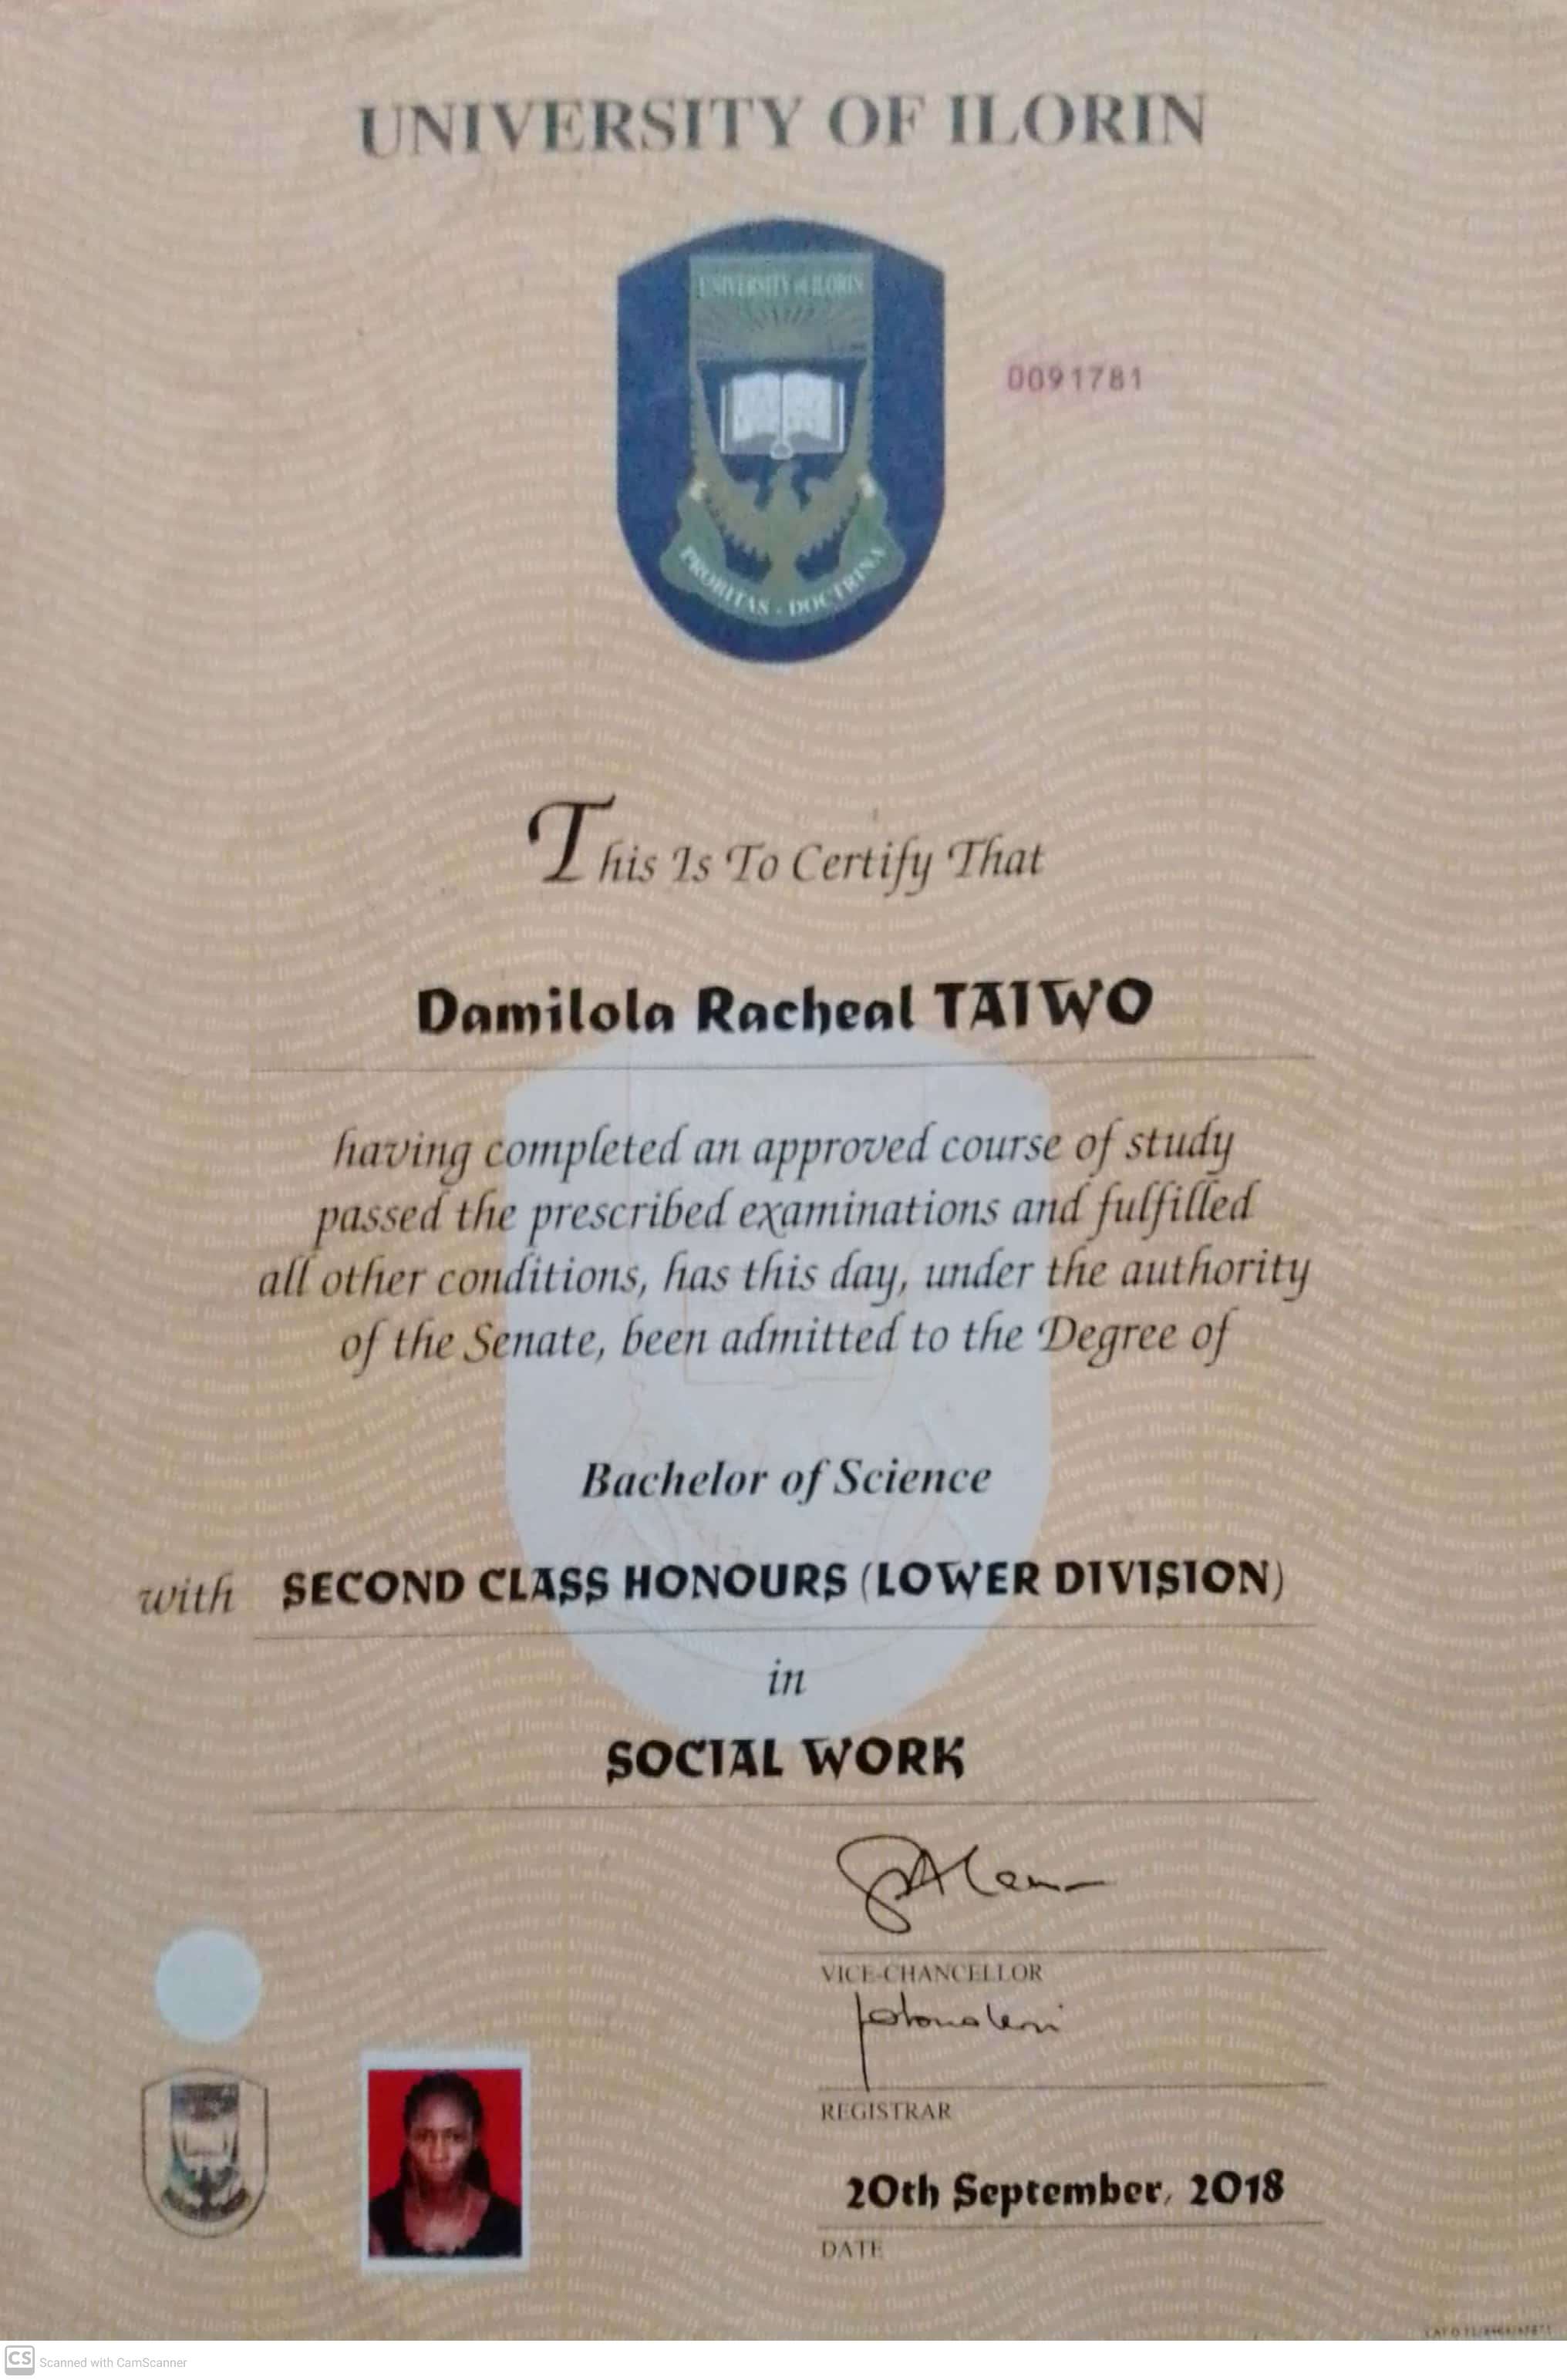 UNIVERSITY OF ILORIN
UNIVERSITY of ILORIN
0091781
PROBITAS - DOCTRINA
This Is To Certify That
Damilola Racheal TAIWO
having completed an approved course of study
passed the prescribed examinations and fulfilled
all other conditions, has this day, under the authority
of the Senate, been admitted to the Degree of
Bachelor of Science
with SECOND CLASS HONOURS (LOWER DIVISION)
in
SOCIAL WORK
VICE-CHANCELLOR
REGISTRAR
20th September, 2018
DATE
CS Scanned with CamScanner